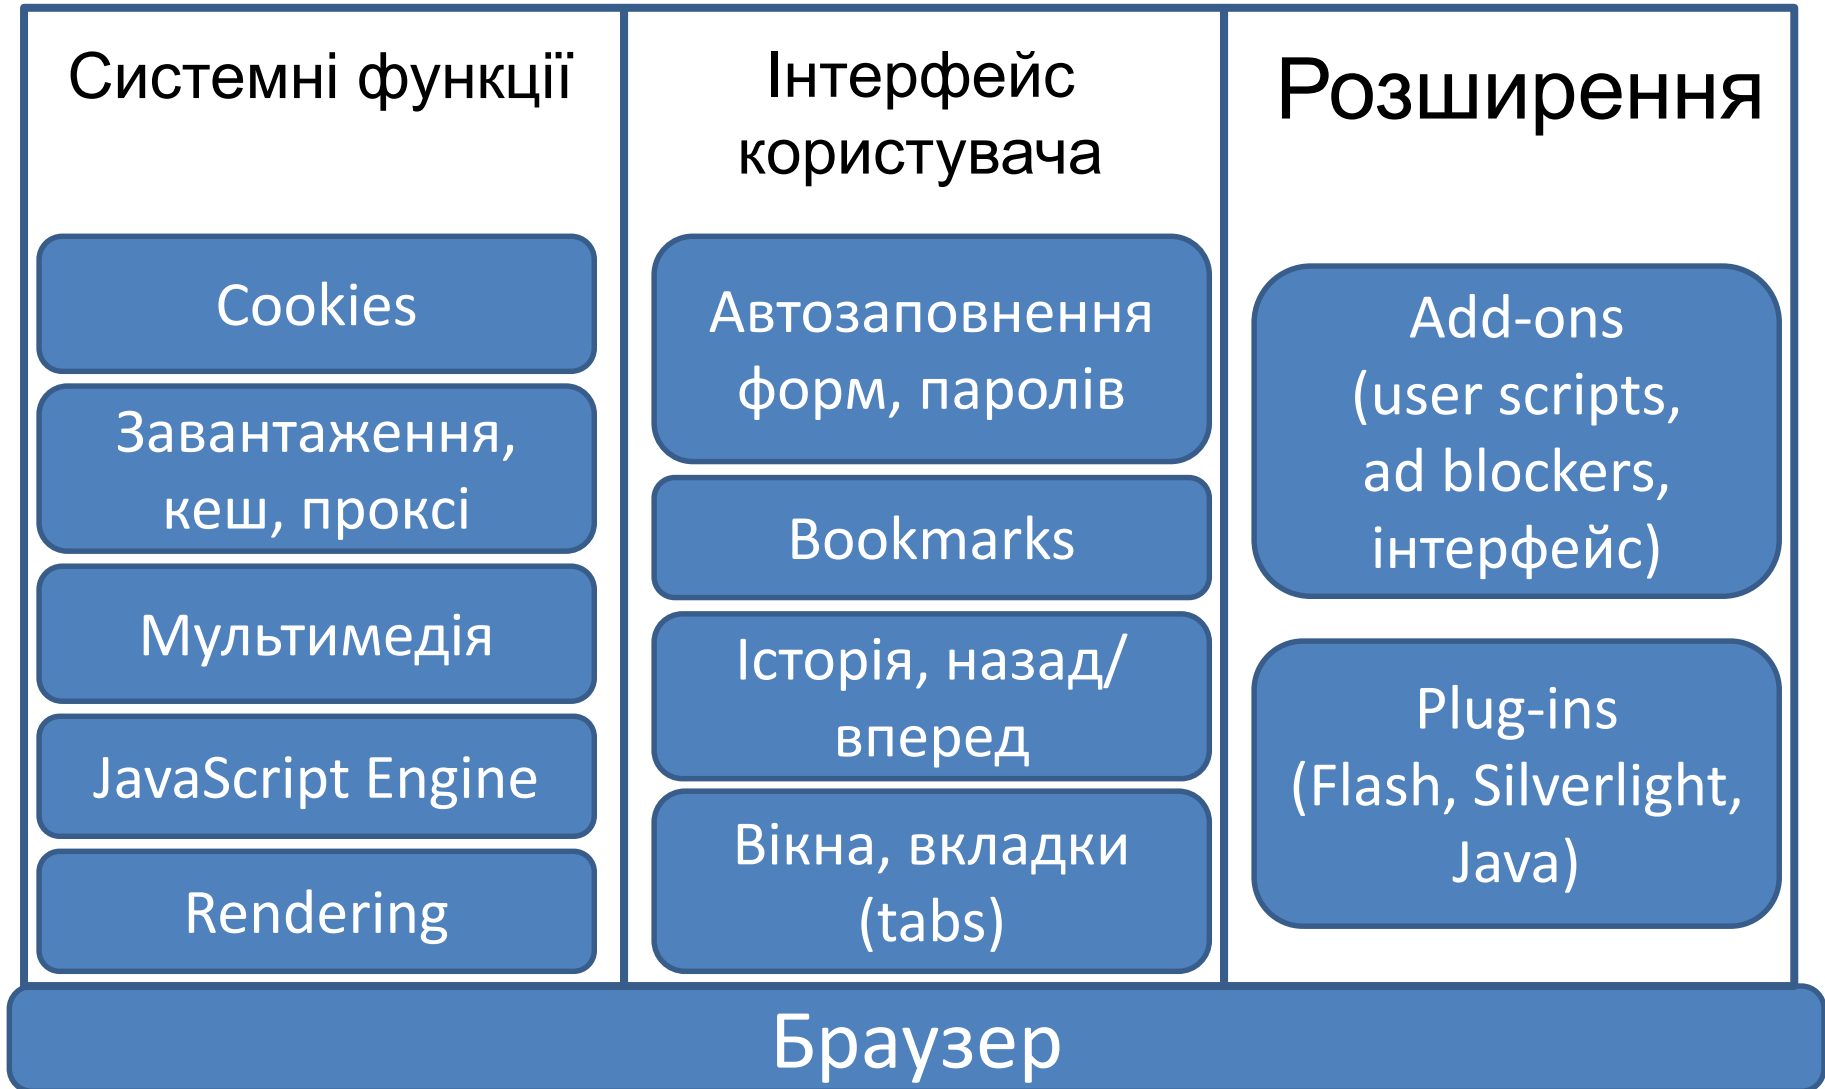 Системні функції
Cookies
Завантаження,
кеш, проксі
Мультимедія
JavaScript Engine
Rendering
Інтерфейс
користувача
Автозаповнення
форм, паролів
Bookmarks
Історія, назад/
вперед
Вікна, вкладки
(tabs)
Розширення
Add-ons
(user scripts,
ad blockers,
інтерфейс)
Plug-ins
(Flash, Silverlight,
Java)
Браузер